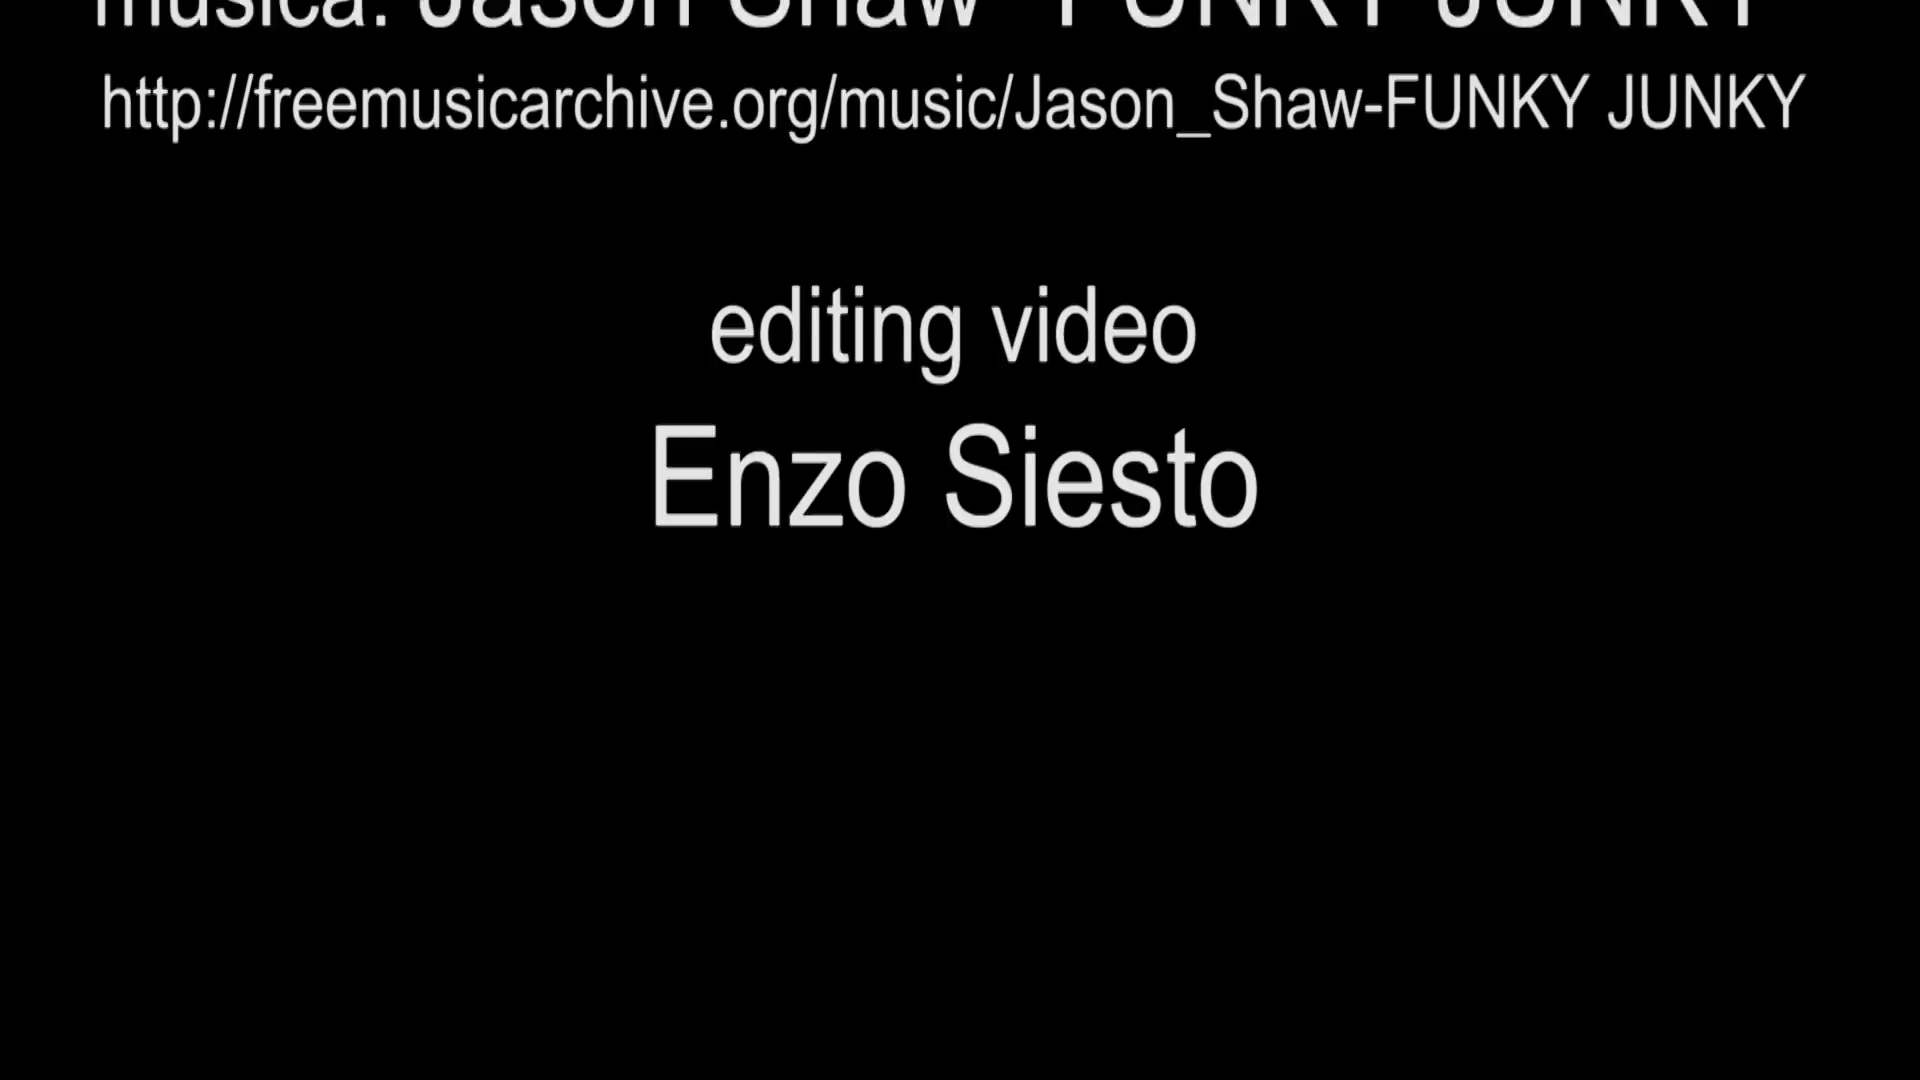 musica: Jason Shaw FUNKY JUNKY
http://freemusicarchive.org/music/Jason_Shaw-FUNKY JUNKY
editing video
Enzo Siesto